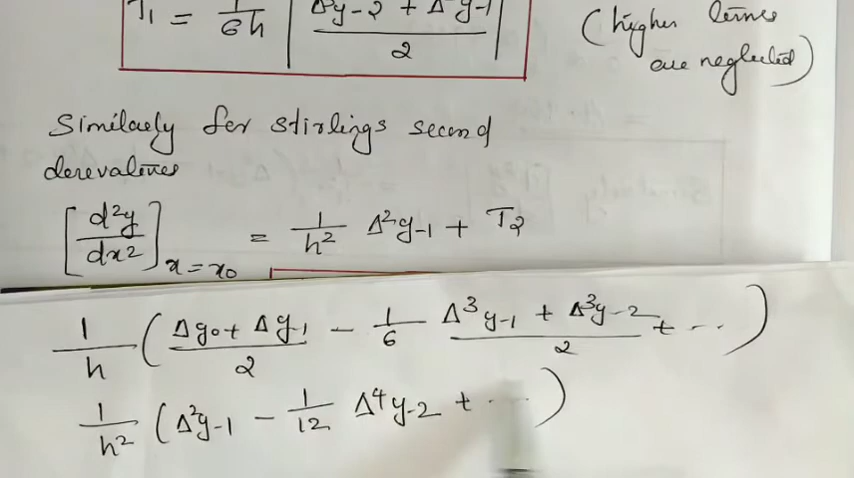 T₁ = 1/6h [ (Δ³y-2 + Δ³y-1)/2 ] (higher terms
are neglected)
Similarly for stirlings second
derevatives
[d²y/dx²]x=x₀ = 1/h² Δ²y-1 + T₂
1/h ( (Δy₀ + Δy-1)/2 - 1/6 (Δ³y-1 + Δ³y-2)/2 + ... )
1/h² ( Δ²y-1 - 1/12 Δ⁴y-2 + ... )